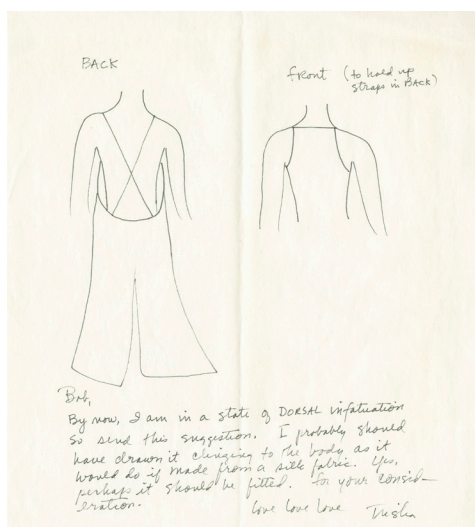 BACK
front (to hold up
straps in BACK)
Bob,
By now, I am in a state of DORSAL infatuation
so send this suggestion. I probably should
have drawn it clinging to the body as it
would do if made from a silk fabric. Yes,
perhaps it should be fitted. For your consid-
eration.
Love Love Love Trisha